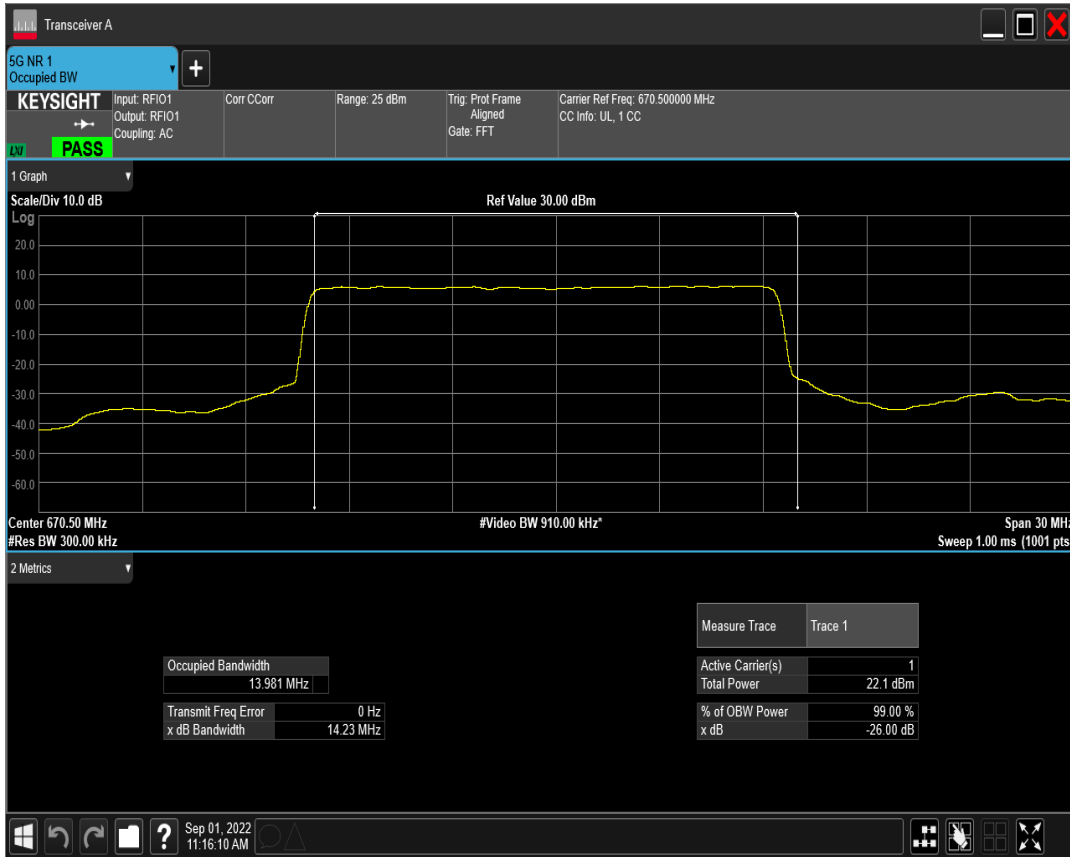 Transceiver A
5G NR 1
Occupied BW
+
KEYSIGHT
LXI
PASS
Input: RFIO1
Output: RFIO1
Coupling: AC
Corr CCorr
Range: 25 dBm
Trig: Prot Frame
Aligned
Gate: FFT
Carrier Ref Freq: 670.500000 MHz
CC Info: UL, 1 CC
1 Graph
Scale/Div 10.0 dB
Ref Value 30.00 dBm
Log
20.0
10.0
0.00
-10.0
-20.0
-30.0
-40.0
-50.0
-60.0
Center 670.50 MHz
#Video BW 910.00 kHz*
Span 30 MHz
#Res BW 300.00 kHz
Sweep 1.00 ms (1001 pts
2 Metrics
Measure Trace Trace 1
Occupied Bandwidth
13.981 MHz
Active Carrier(s) 1
Total Power 22.1 dBm
Transmit Freq Error 0 Hz
x dB Bandwidth 14.23 MHz
% of OBW Power 99.00 %
x dB -26.00 dB
?
Sep 01, 2022
11:16:10 AM